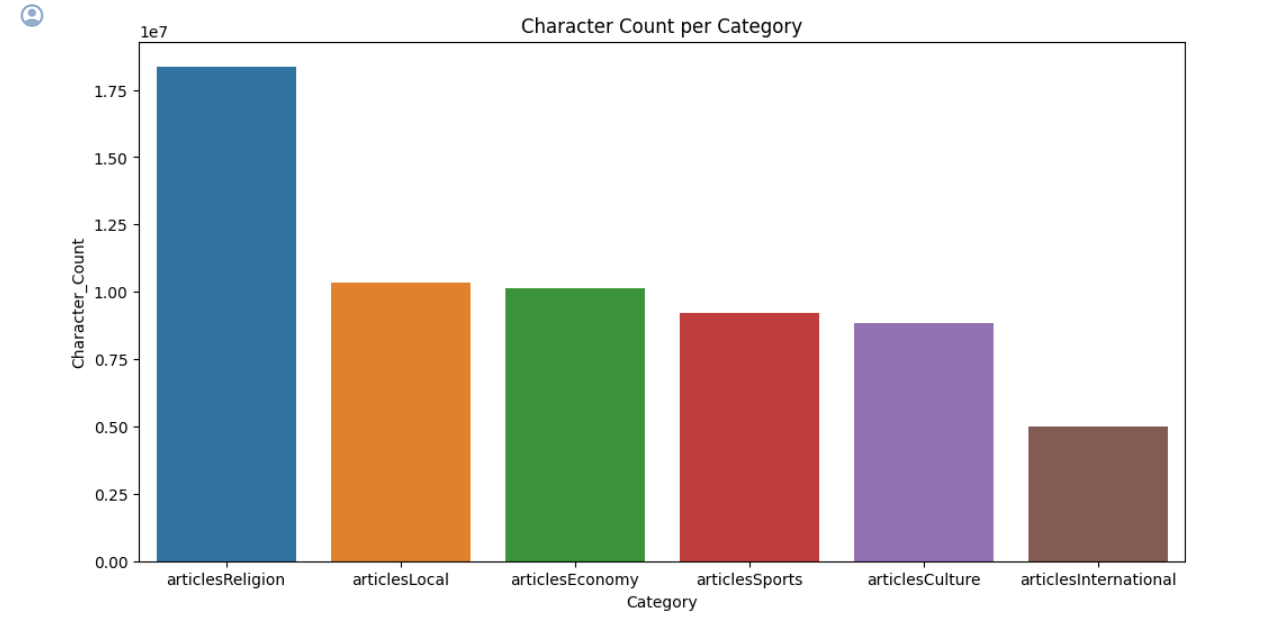 Character Count per Category
1e7
1.75
1.50
1.25
1.00
0.75
0.50
0.25
0.00
Character_Count
articlesReligion articlesLocal articlesEconomy articlesSports articlesCulture articlesInternational
Category